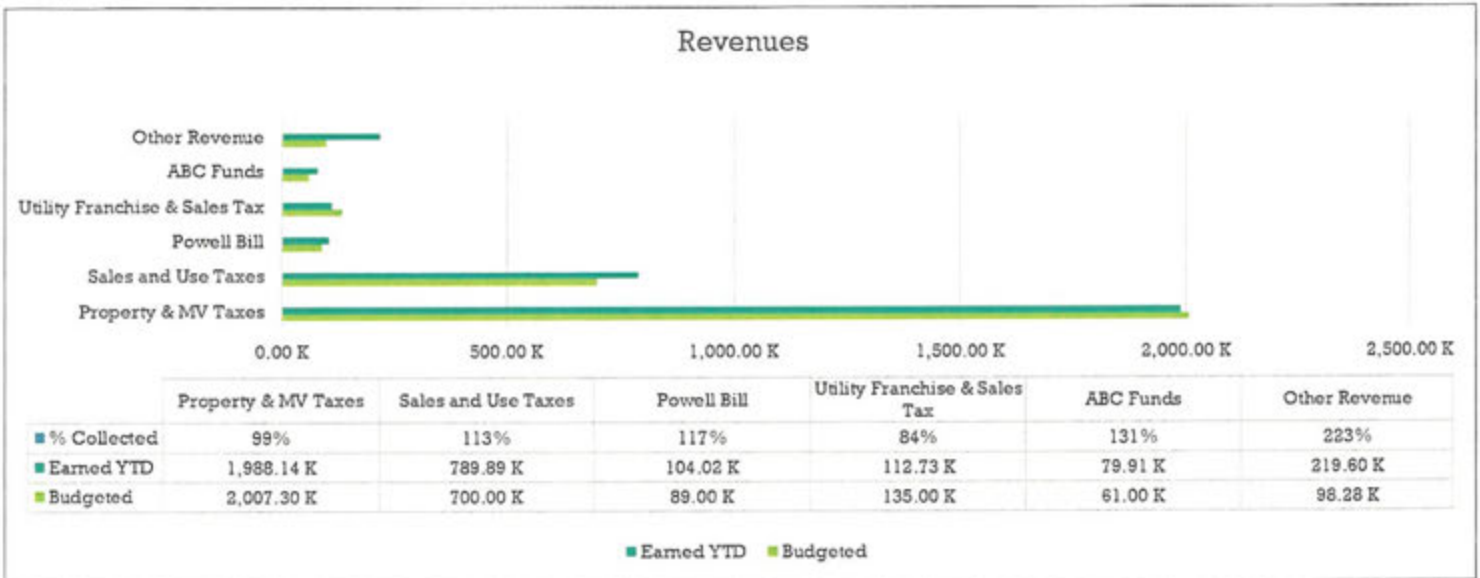 Revenues
Other Revenue
ABC Funds
Utility Franchise & Sales Tax
Powell Bill
Sales and Use Taxes
Property & MV Taxes
0.00 K 500.00 K 1,000.00 K 1,500.00 K 2,000.00 K 2,500.00 K
Property & MV Taxes Sales and Use Taxes Powell Bill Utility Franchise & Sales Tax ABC Funds Other Revenue
% Collected 99% 113% 117% 84% 131% 223%
Earned YTD 1,988.14 K 789.89 K 104.02 K 112.73 K 79.91 K 219.60 K
Budgeted 2,007.30 K 700.00 K 89.00 K 135.00 K 61.00 K 98.28 K
Earned YTD Budgeted